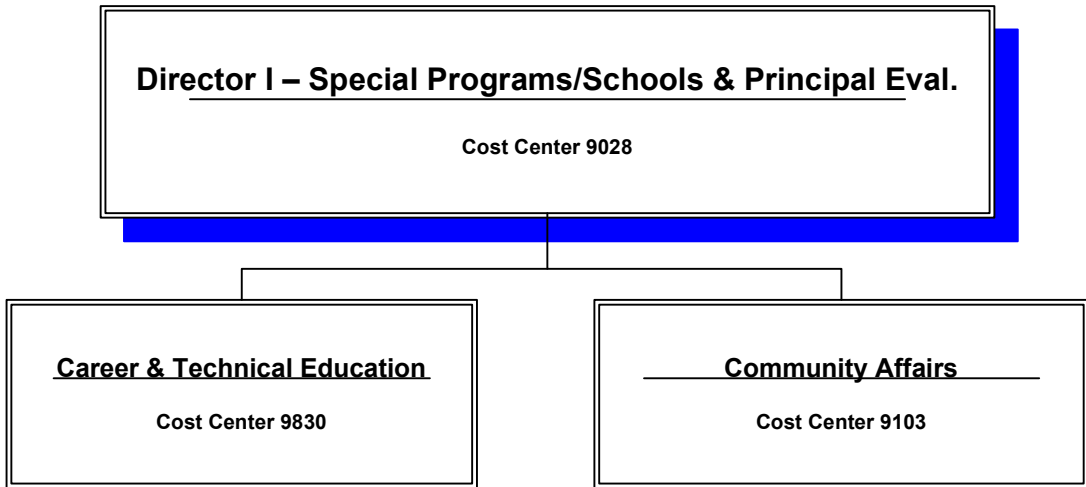 Director I – Special Programs/Schools & Principal Eval.
Cost Center 9028
Career & Technical Education
Cost Center 9830
Community Affairs
Cost Center 9103